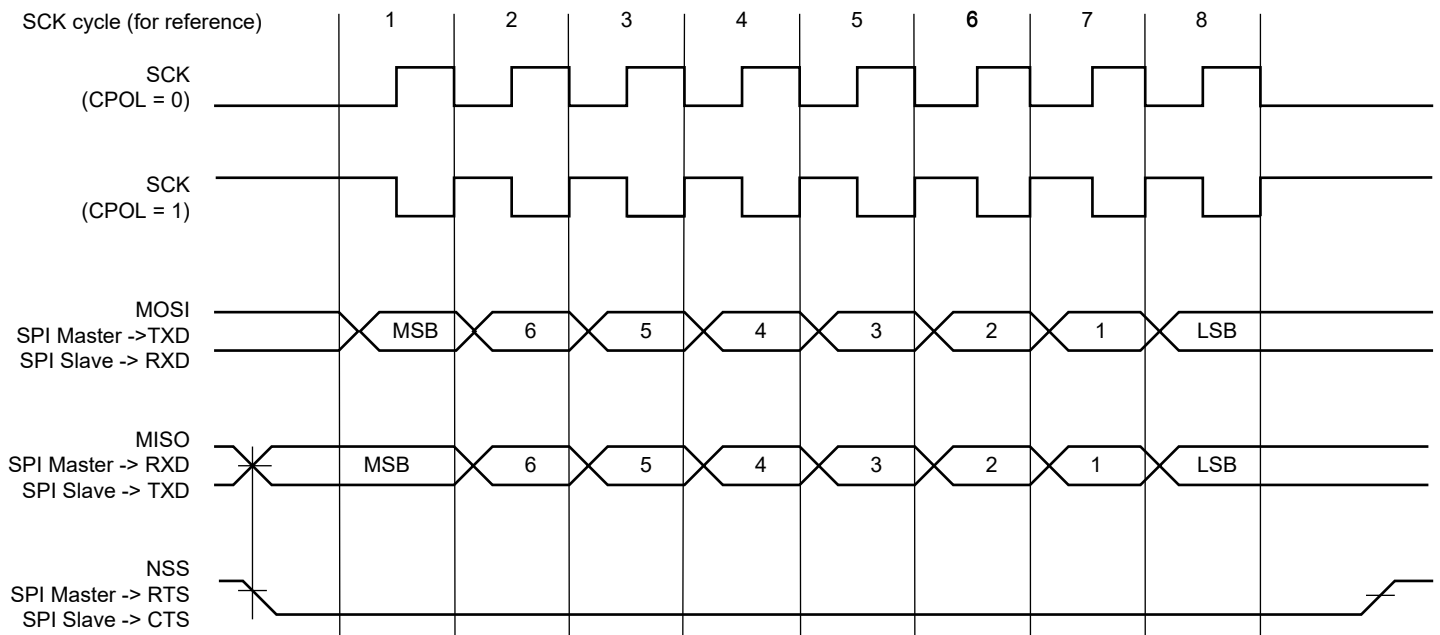 SCK cycle (for reference) 1 2 3 4 5 6 7 8
SCK
(CPOL = 0)
SCK
(CPOL = 1)
MOSI
SPI Master ->TXD
SPI Slave -> RXD
MSB 6 5 4 3 2 1 LSB
MISO
SPI Master -> RXD
SPI Slave -> TXD
MSB 6 5 4 3 2 1 LSB
NSS
SPI Master -> RTS
SPI Slave -> CTS